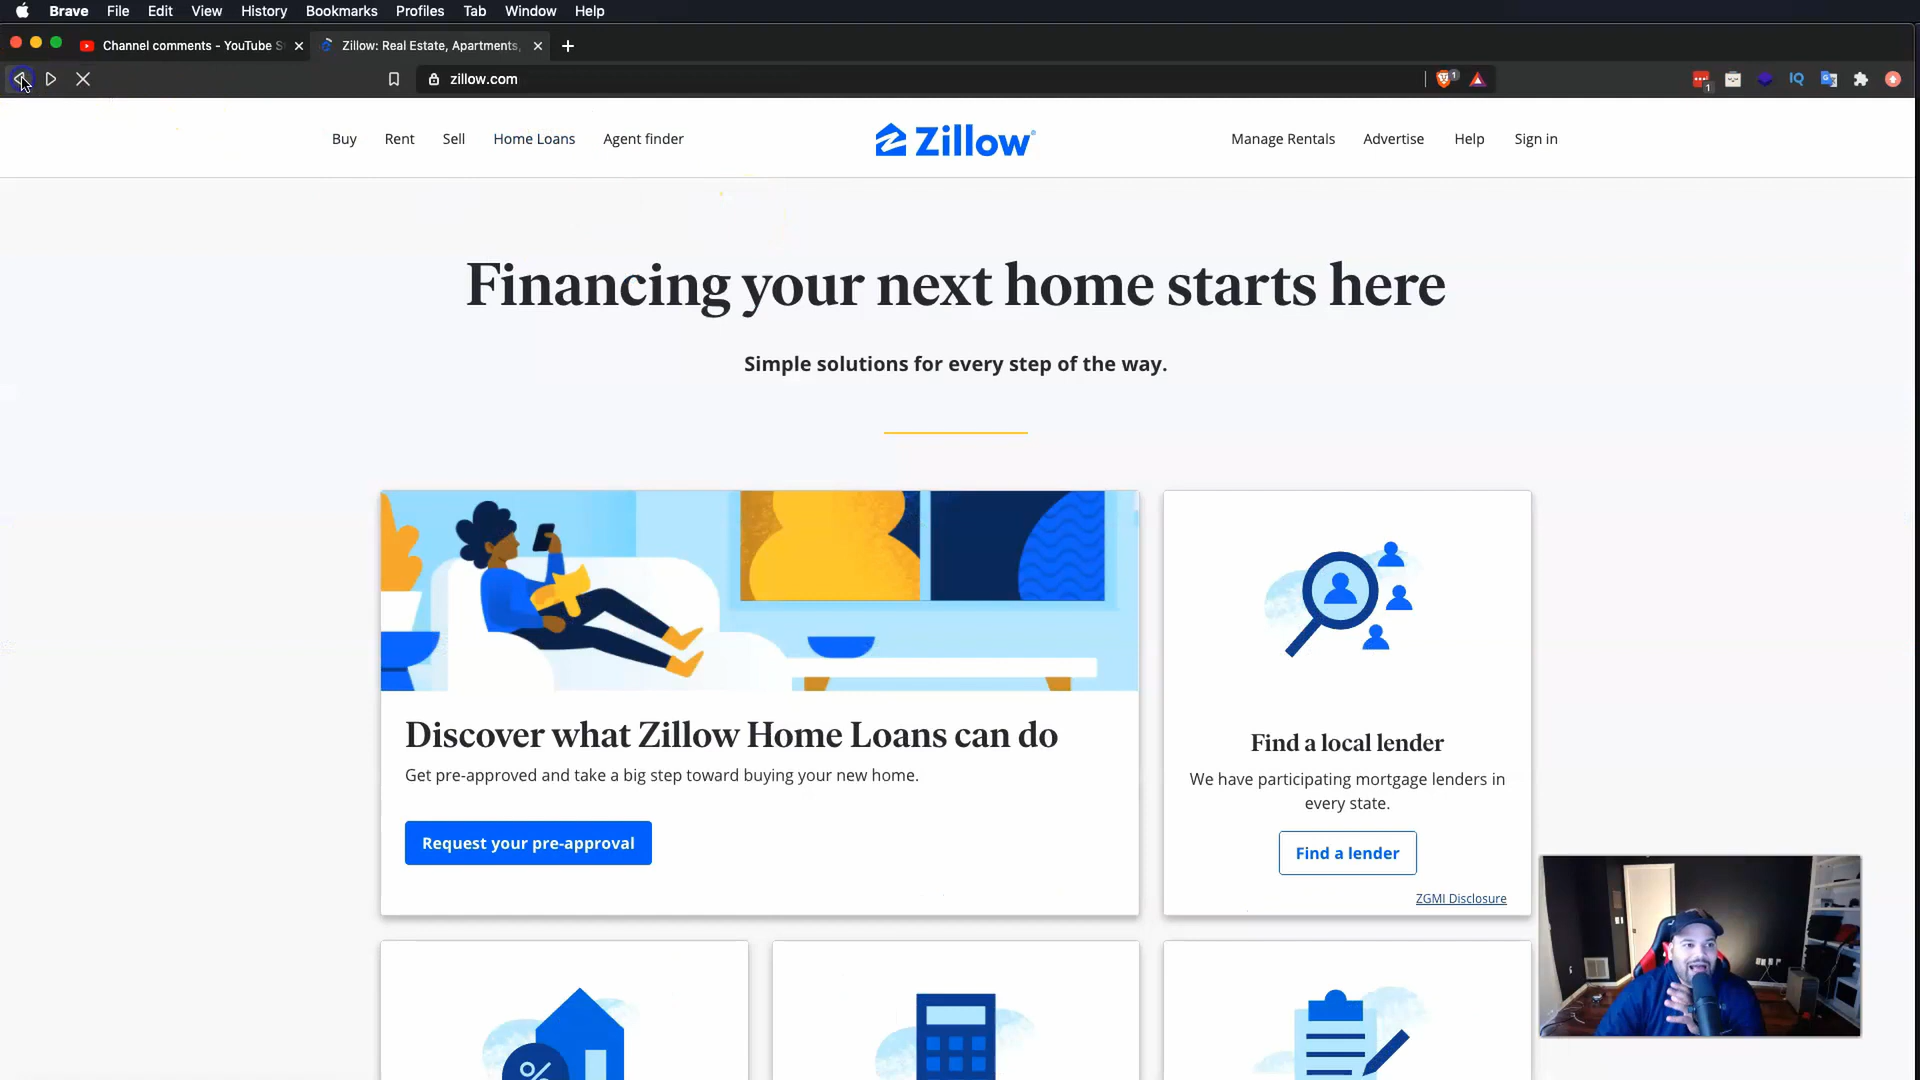 Brave File Edit View History Bookmarks Profiles Tab Window Help
Channel comments - YouTube S
Zillow: Real Estate, Apartments,
zillow.com
1
1
IQ
Buy Rent Sell Home Loans Agent finder
Zillow
Manage Rentals Advertise Help Sign in
Financing your next home starts here
Simple solutions for every step of the way.
Discover what Zillow Home Loans can do
Get pre-approved and take a big step toward buying your new home.
Request your pre-approval
Find a local lender
We have participating mortgage lenders in
every state.
Find a lender
ZGMI Disclosure
%